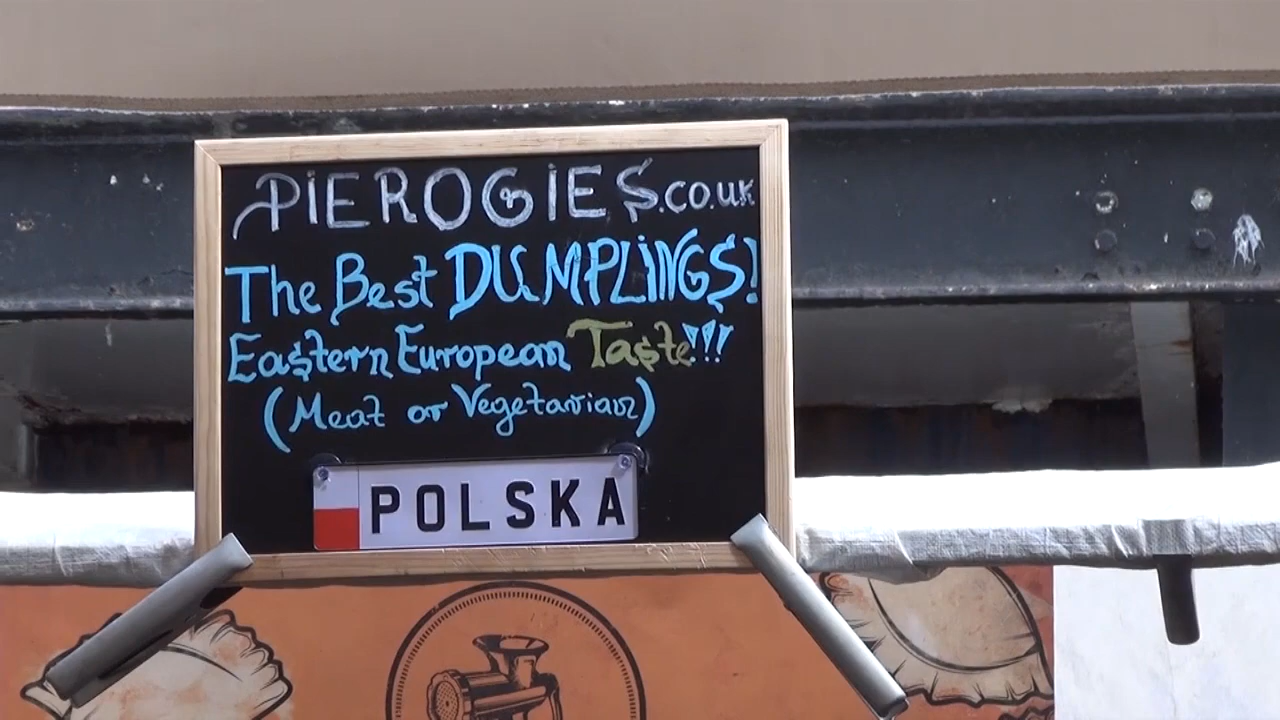 PIEROGIES.co.uk
The Best DUMPLINGS!
Eastern European Taste!!!
(Meat or Vegetarian)
POLSKA